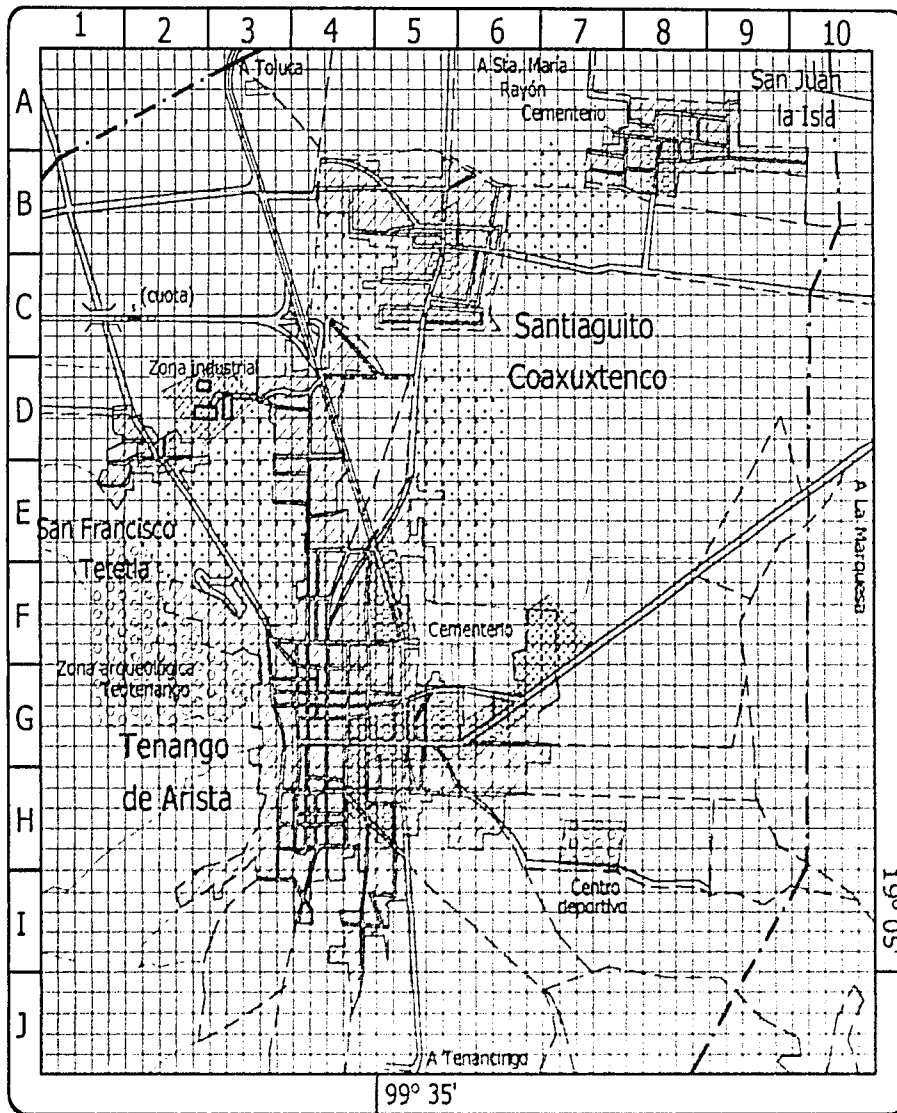 1 2 3 4 5 6 7 8 9 10
A
B
C
D
E
F
G
H
I
J
A Toluca
A Sta. María
Rayón
Cementerio
San Juan
la Isla
(cuota)
Santiaguito
Coaxuxtenco
Zona industrial
San Francisco
Tetetla
A La Marquesa
Cementerio
Zona arqueológica
Teotenango
Tenango
de Arista
Centro
deportivo
19° 05'
A Tenancingo
99° 35'